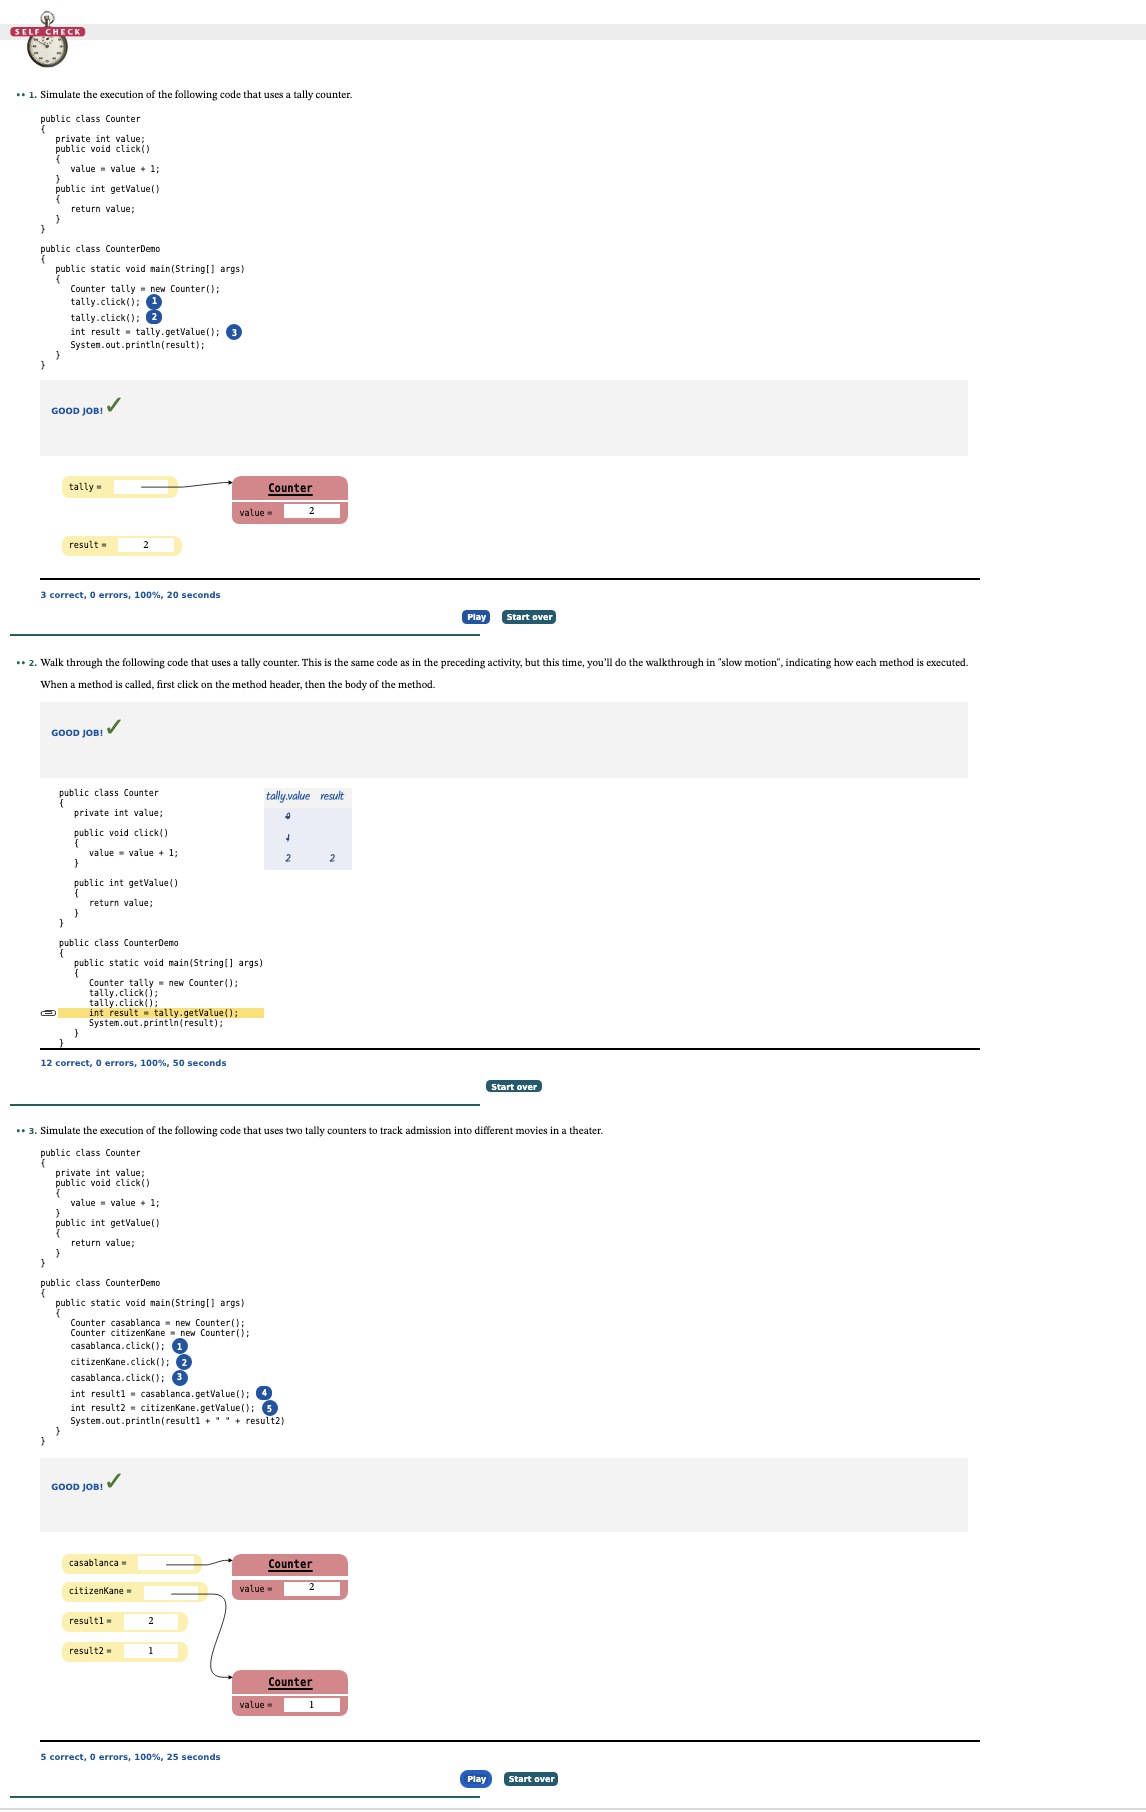 SELF CHECK
•• 1. Simulate the execution of the following code that uses a tally counter.
public class Counter
{
private int value;
public void click()
{
value = value + 1;
}
public int getValue()
{
return value;
}
}
public class CounterDemo
{
public static void main(String[] args)
{
Counter tally = new Counter();
tally.click(); 1
tally.click(); 2
int result = tally.getValue(); 3
System.out.println(result);
}
}
GOOD JOB! ✓
tally =
Counter
value = 2
result = 2
3 correct, 0 errors, 100%, 20 seconds
Play Start over
•• 2. Walk through the following code that uses a tally counter. This is the same code as in the preceding activity, but this time, you'll do the walkthrough in "slow motion", indicating how each method is executed.
When a method is called, first click on the method header, then the body of the method.
GOOD JOB! ✓
public class Counter
{
private int value;
public void click()
{
value = value + 1;
}
public int getValue()
{
return value;
}
}
tally.value result
0
1
2 2
public class CounterDemo
{
public static void main(String[] args)
{
Counter tally = new Counter();
tally.click();
tally.click();
int result = tally.getValue();
System.out.println(result);
}
}
12 correct, 0 errors, 100%, 50 seconds
Start over
•• 3. Simulate the execution of the following code that uses two tally counters to track admission into different movies in a theater.
public class Counter
{
private int value;
public void click()
{
value = value + 1;
}
public int getValue()
{
return value;
}
}
public class CounterDemo
{
public static void main(String[] args)
{
Counter casablanca = new Counter();
Counter citizenKane = new Counter();
casablanca.click(); 1
citizenKane.click(); 2
casablanca.click(); 3
int result1 = casablanca.getValue(); 4
int result2 = citizenKane.getValue(); 5
System.out.println(result1 + " " + result2)
}
}
GOOD JOB! ✓
casablanca =
Counter
value = 2
citizenKane =
result1 = 2
result2 = 1
Counter
value = 1
5 correct, 0 errors, 100%, 25 seconds
Play Start over